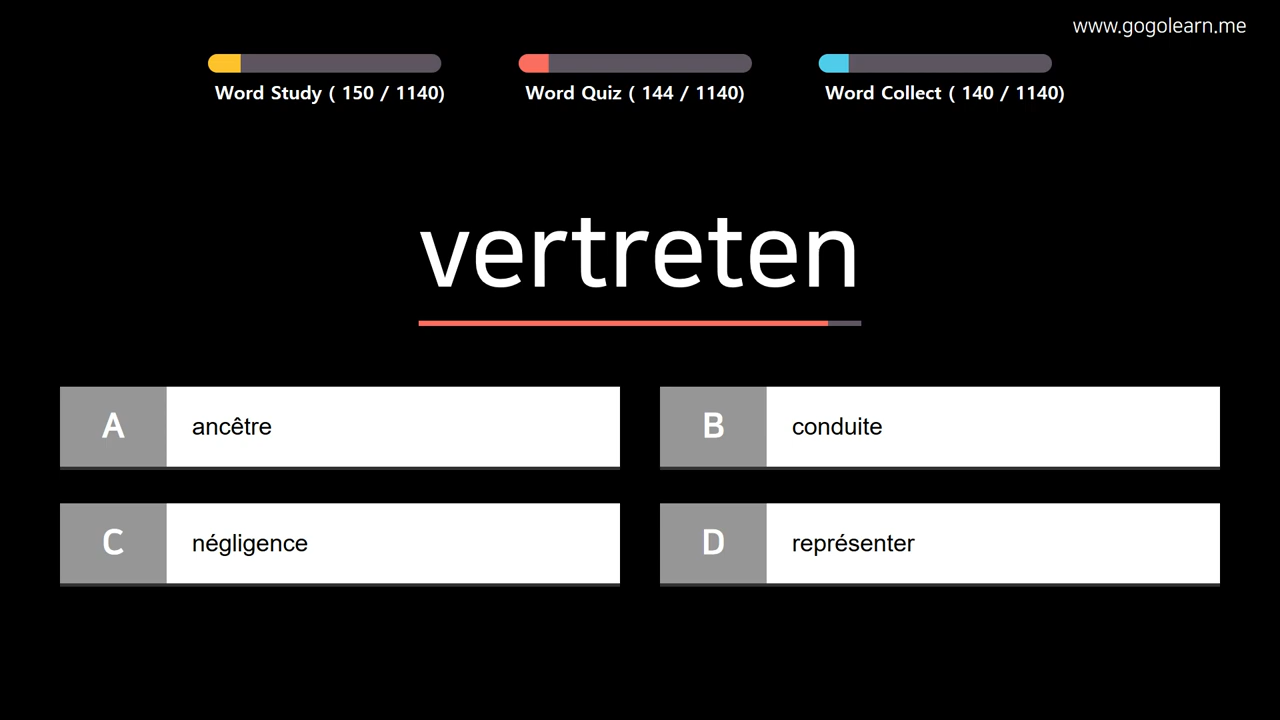 www.gogolearn.me
Word Study ( 150 / 1140)
Word Quiz ( 144 / 1140)
Word Collect ( 140 / 1140)
vertreten
A ancêtre
B conduite
C négligence
D représenter